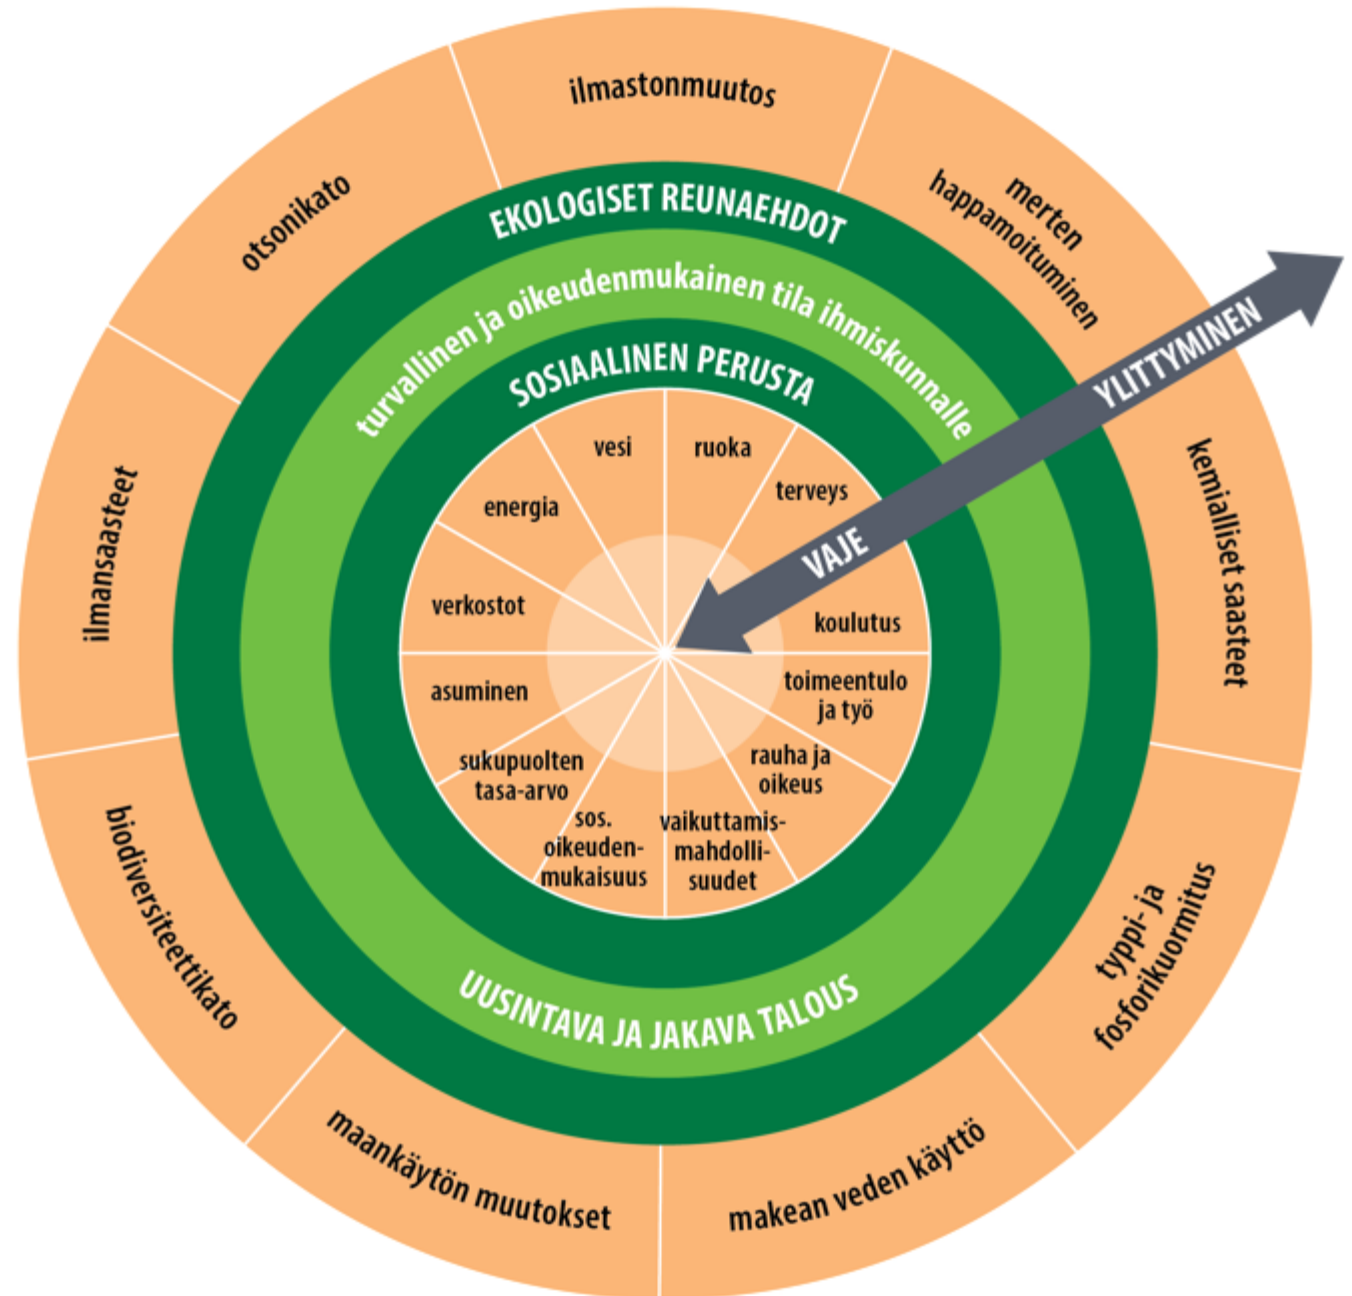 ilmastonmuutos
merten
happamoituminen
kemialliset saasteet
typpi- ja
fosforikuormitus
makean veden käyttö
maankäytön muutokset
biodiversiteettikato
ilmansaasteet
otsonikato
EKOLOGISET REUNAEHDOT
turvallinen ja oikeudenmukainen tila ihmiskunnalle
SOSIAALINEN PERUSTA
YLITTYMINEN
VAJE
vesi
ruoka
terveys
koulutus
toimeentulo
ja työ
rauha ja
oikeus
vaikuttamis-
mahdolli-
suudet
sos.
oikeuden-
mukaisuus
sukupuolten
tasa-arvo
asuminen
verkostot
energia
UUSINTAVA JA JAKAVA TALOUS